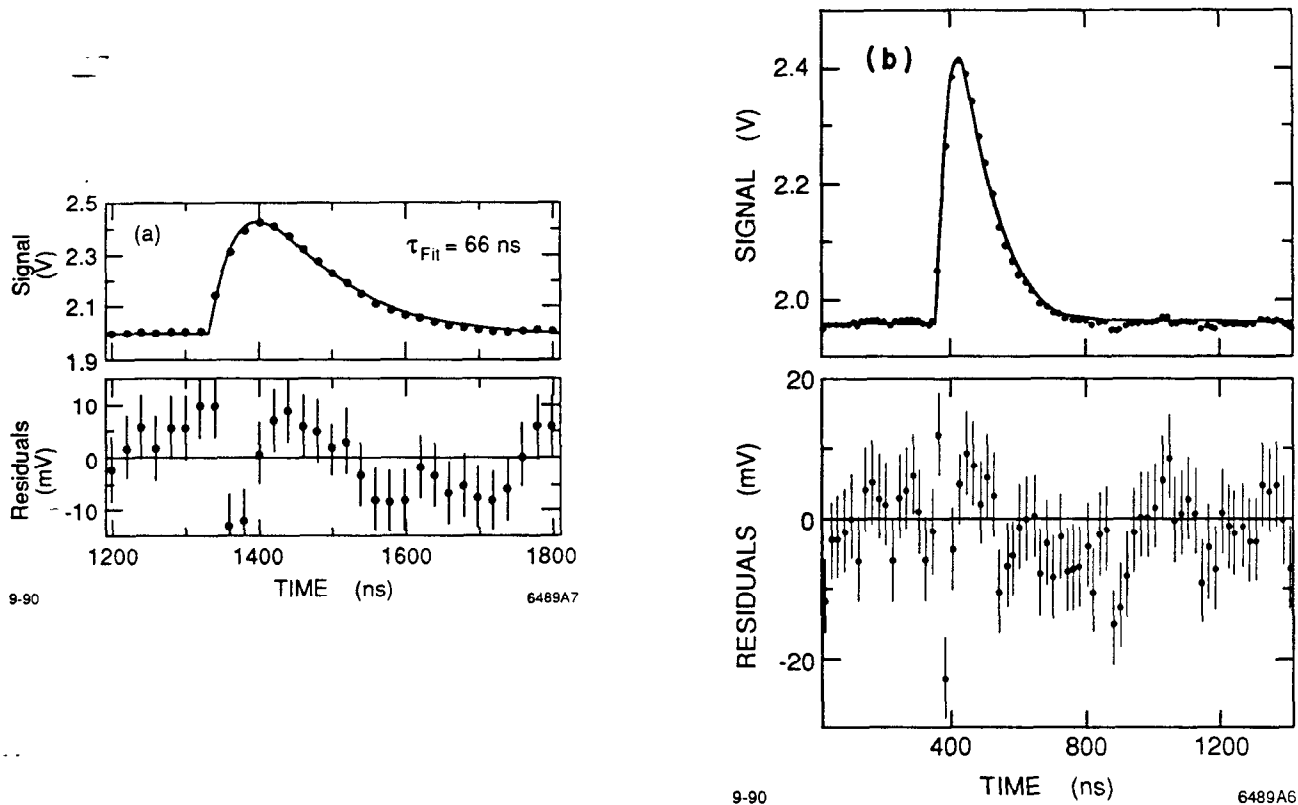 2.5
2.3
2.1
1.9
Signal
(V)
(a)
τFit = 66 ns
10
0
-10
Residuals
(mV)
1200
1400
1600
1800
TIME (ns)
9-90
6489A7
2.4
2.2
2.0
SIGNAL (V)
(b)
20
0
-20
RESIDUALS (mV)
400
800
1200
TIME (ns)
9-90
6489A6